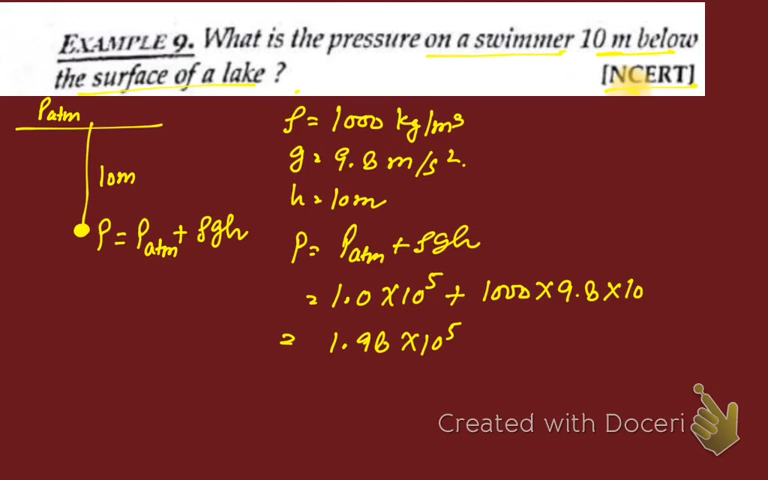 EXAMPLE 9. What is the pressure on a swimmer 10 m below
the surface of a lake ? [NCERT]
Patm
10m
P = Patm + ρgh
ρ = 1000 kg/m³
g = 9.8 m/s².
h = 10m
P = Patm + ρgh
= 1.0 × 10⁵ + 1000 × 9.8 × 10
= 1.98 × 10⁵
Created with Doceri